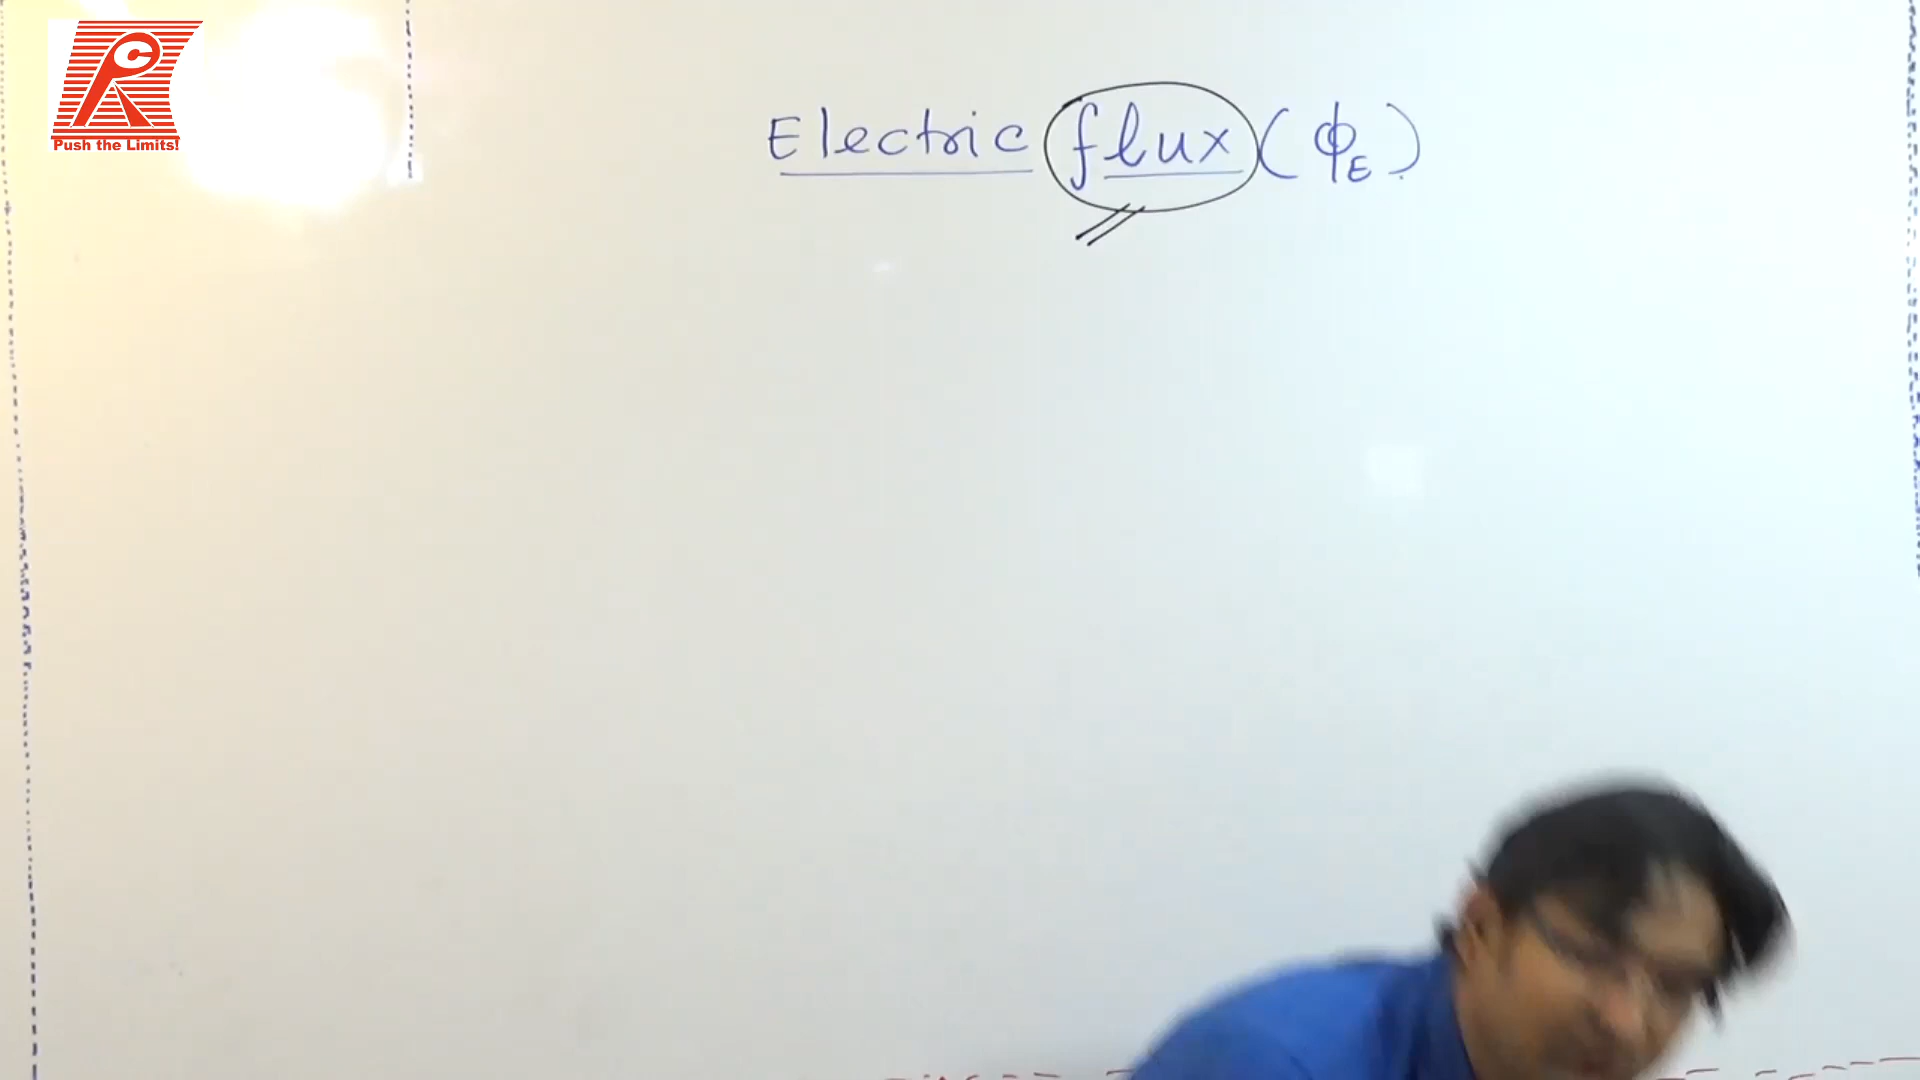 Push the Limits!
Electric flux (ϕE)